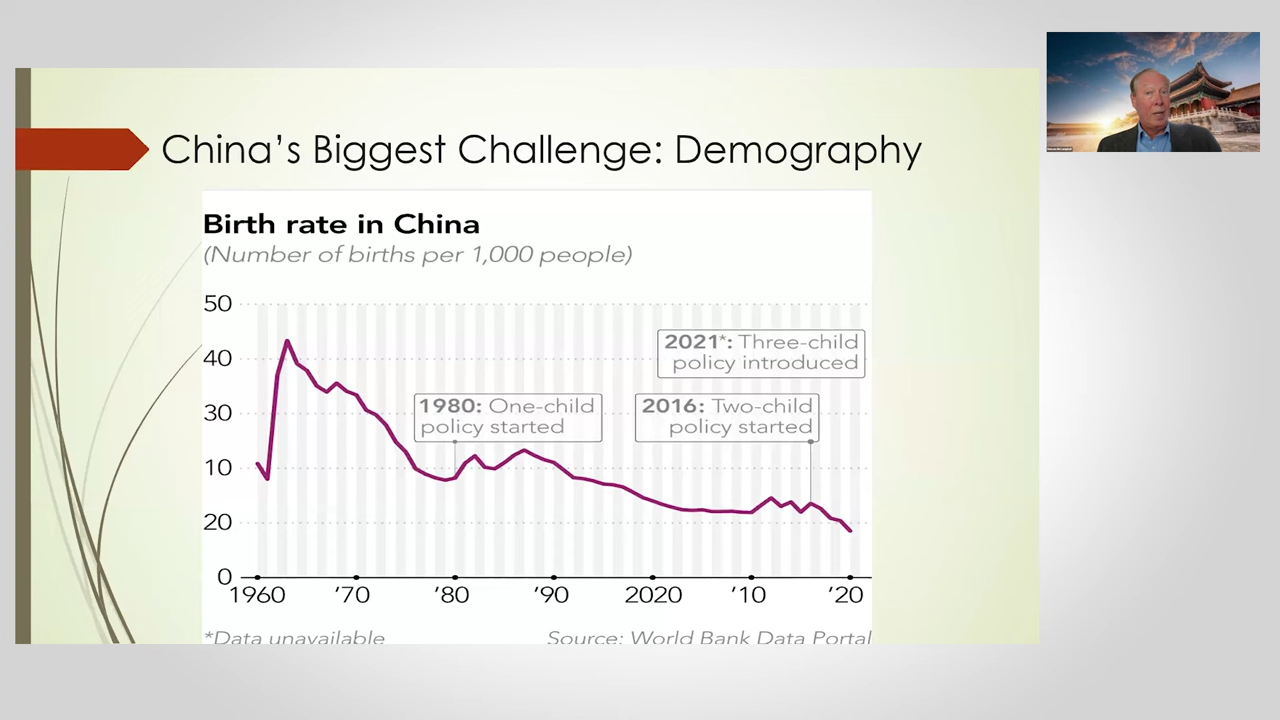 China's Biggest Challenge: Demography
Birth rate in China
(Number of births per 1,000 people)
50
40
30
10
20
0
2021*: Three-child
policy introduced
1980: One-child
policy started
2016: Two-child
policy started
1960 '70 '80 '90 2020 '10 '20
*Data unavailable Source: World Bank Data Portal